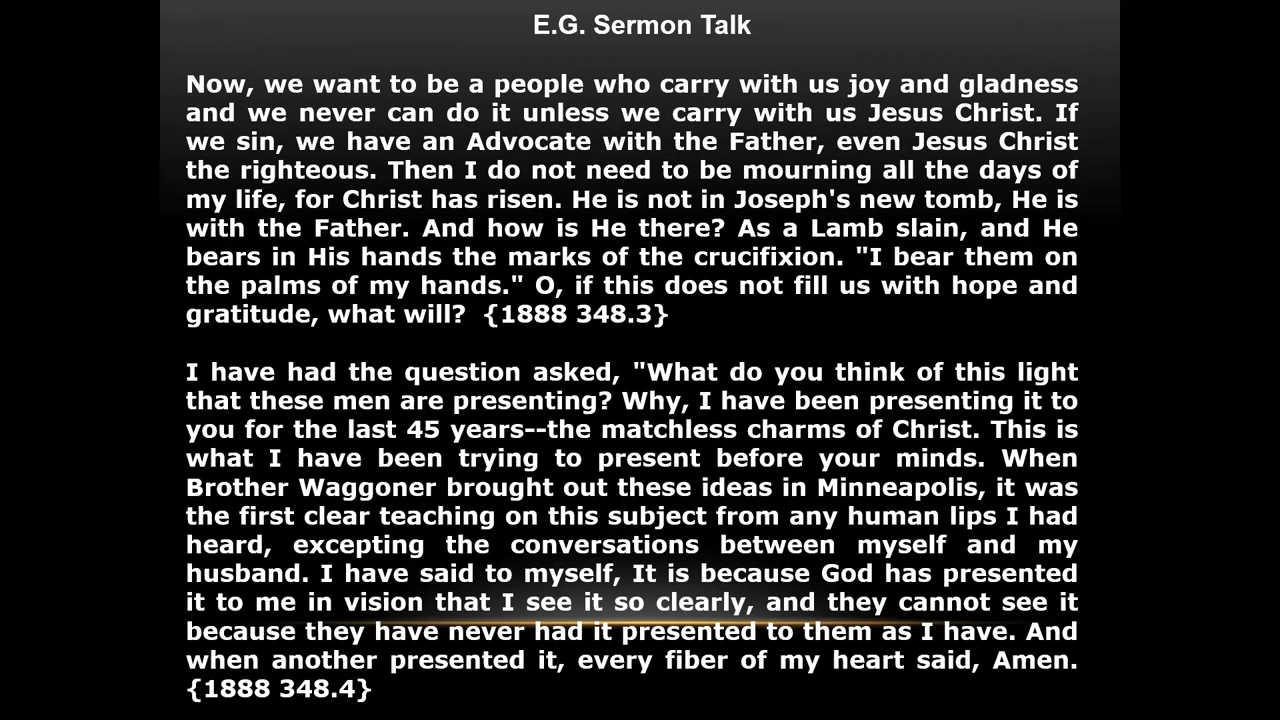 E.G. Sermon Talk
Now, we want to be a people who carry with us joy and gladness
and we never can do it unless we carry with us Jesus Christ. If
we sin, we have an Advocate with the Father, even Jesus Christ
the righteous. Then I do not need to be mourning all the days of
my life, for Christ has risen. He is not in Joseph's new tomb, He is
with the Father. And how is He there? As a Lamb slain, and He
bears in His hands the marks of the crucifixion. "I bear them on
the palms of my hands." O, if this does not fill us with hope and
gratitude, what will? {1888 348.3}
I have had the question asked, "What do you think of this light
that these men are presenting? Why, I have been presenting it to
you for the last 45 years--the matchless charms of Christ. This is
what I have been trying to present before your minds. When
Brother Waggoner brought out these ideas in Minneapolis, it was
the first clear teaching on this subject from any human lips I had
heard, excepting the conversations between myself and my
husband. I have said to myself, It is because God has presented
it to me in vision that I see it so clearly, and they cannot see it
because they have never had it presented to them as I have. And
when another presented it, every fiber of my heart said, Amen.
{1888 348.4}